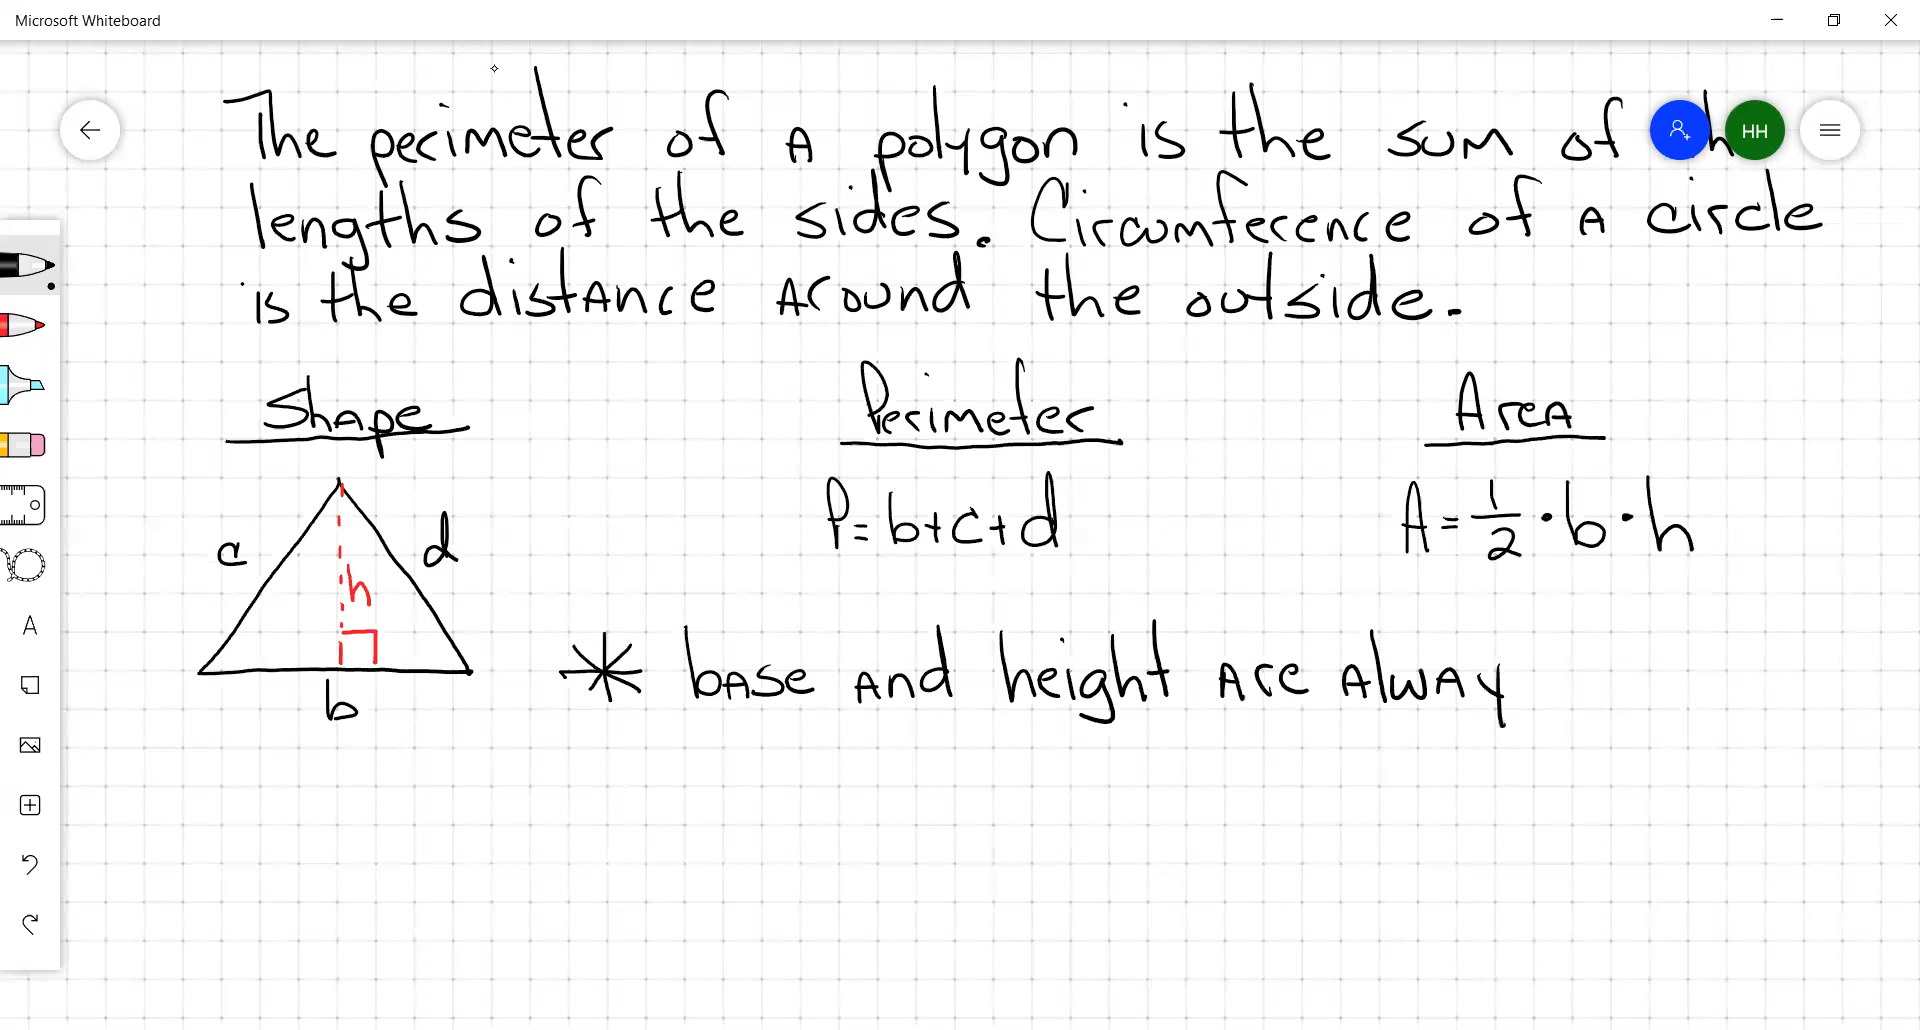 Microsoft Whiteboard
The perimeter of A polygon is the sum of
lengths of the sides. Circumference of A circle
is the distance Around the outside.
HH
Shape Perimeter Area
c d h b P = b + c + d A = 1/2 · b · h
* base and height are alway
A